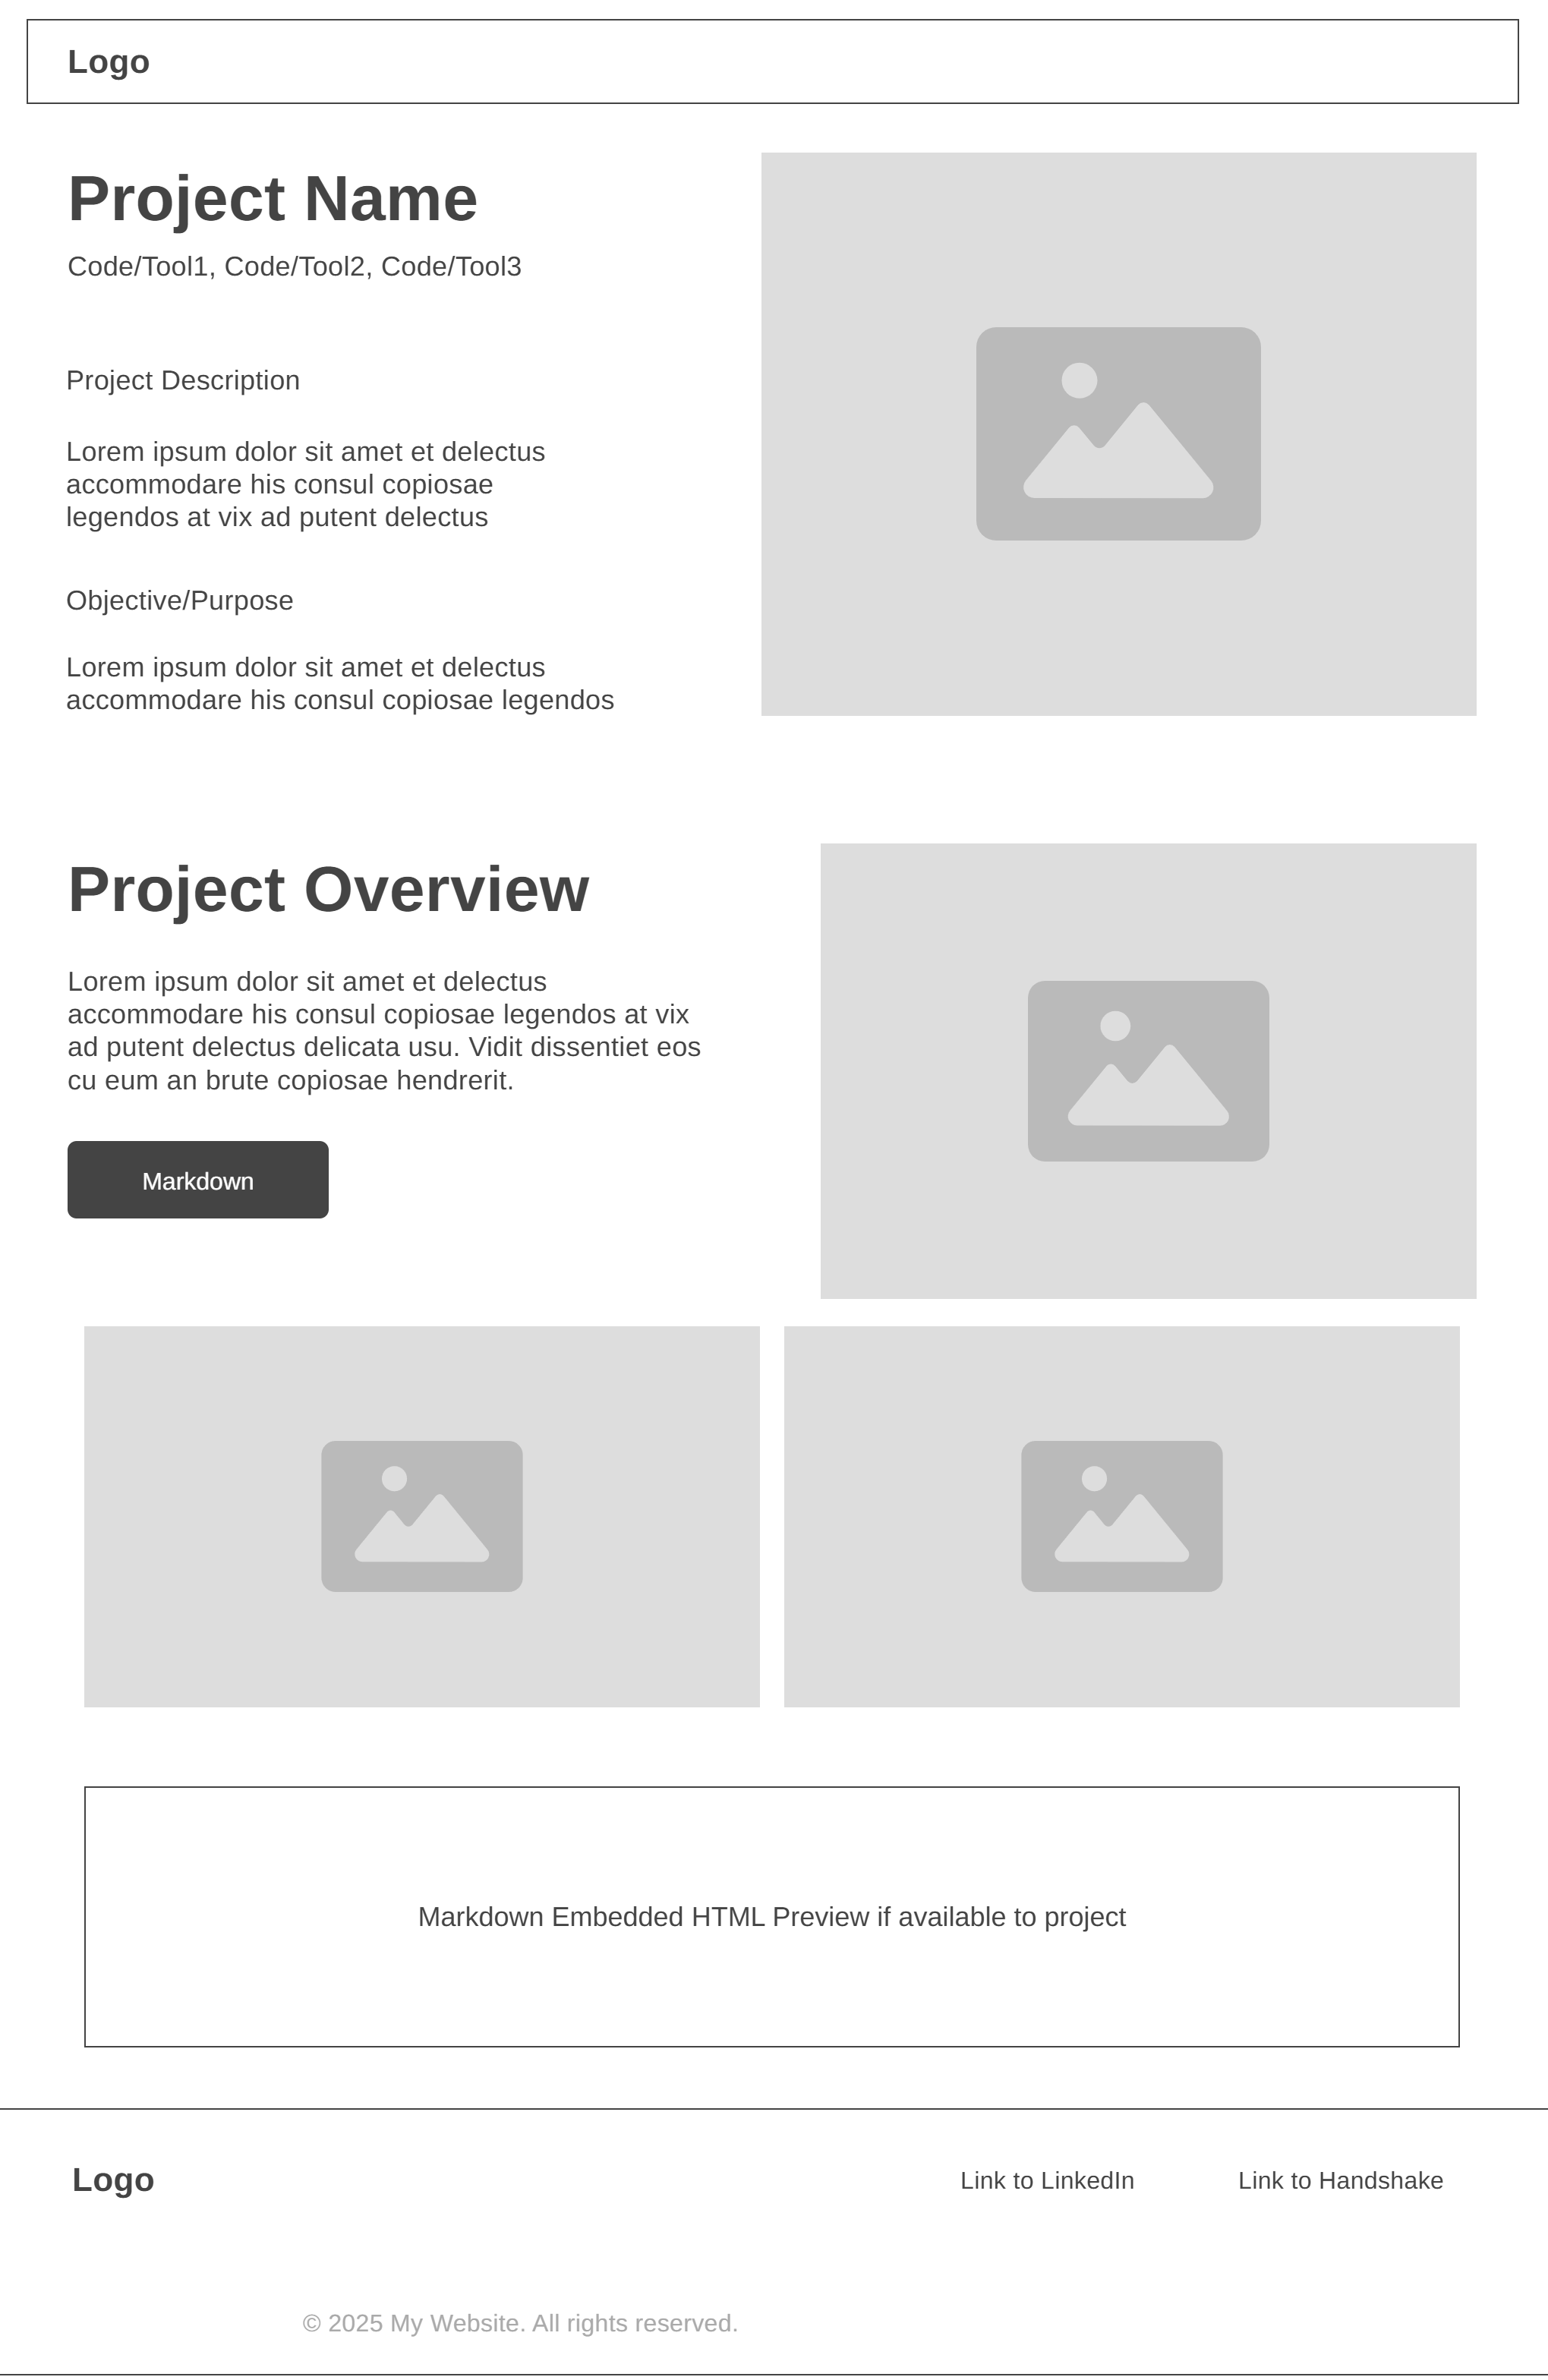 Logo
Project Name
Code/Tool1, Code/Tool2, Code/Tool3
Project Description
Lorem ipsum dolor sit amet et delectus
accommodare his consul copiosae
legendos at vix ad putent delectus
Objective/Purpose
Lorem ipsum dolor sit amet et delectus
accommodare his consul copiosae legendos
Project Overview
Lorem ipsum dolor sit amet et delectus
accommodare his consul copiosae legendos at vix
ad putent delectus delicata usu. Vidit dissentiet eos
cu eum an brute copiosae hendrerit.
Markdown
Markdown Embedded HTML Preview if available to project
Logo
Link to LinkedIn
Link to Handshake
© 2025 My Website. All rights reserved.